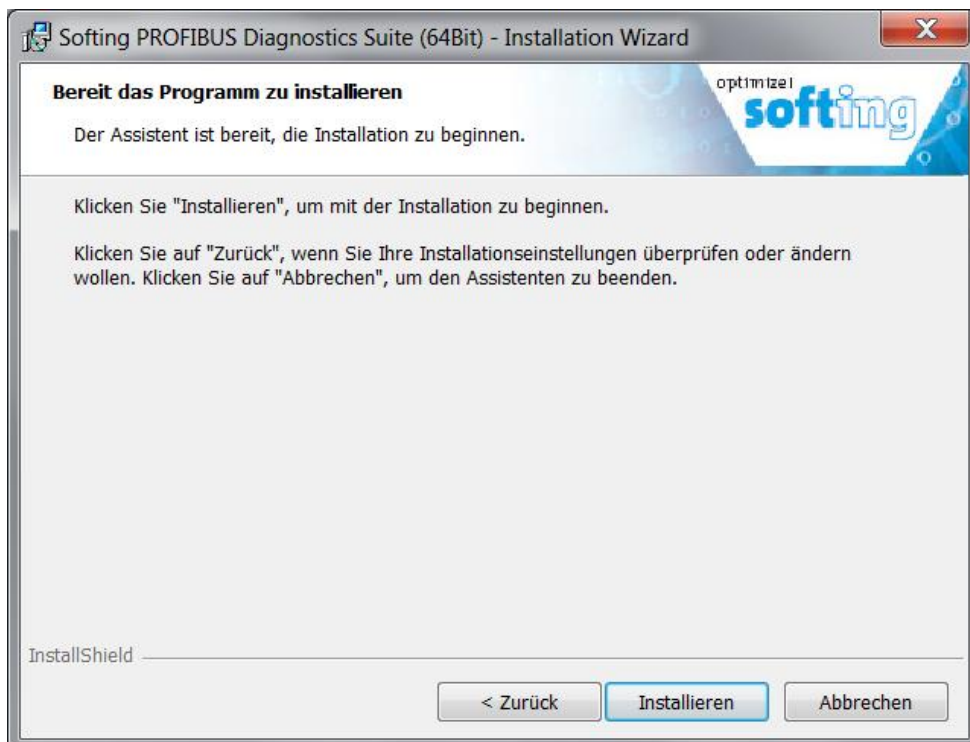 Softing PROFIBUS Diagnostics Suite (64Bit) - Installation Wizard
Bereit das Programm zu installieren
Der Assistent ist bereit, die Installation zu beginnen.
optimize!
softing
Klicken Sie "Installieren", um mit der Installation zu beginnen.
Klicken Sie auf "Zurück", wenn Sie Ihre Installationseinstellungen überprüfen oder ändern
wollen. Klicken Sie auf "Abbrechen", um den Assistenten zu beenden.
InstallShield
< Zurück
Installieren
Abbrechen